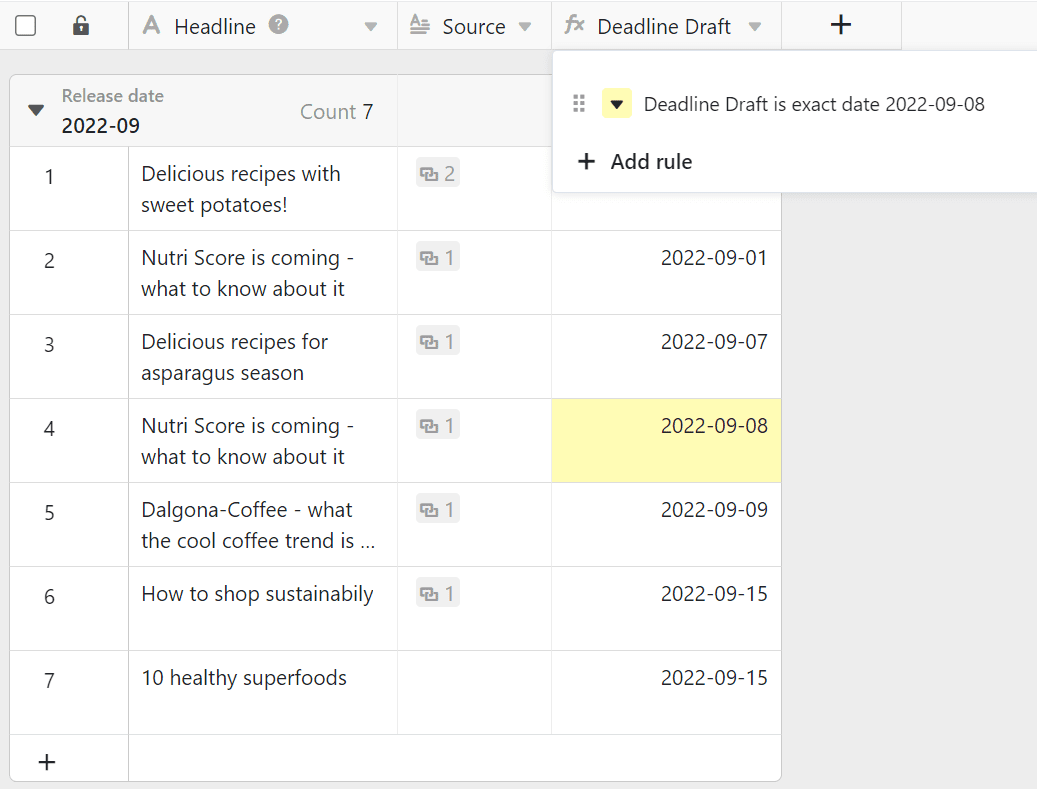 Headline Source Deadline Draft
Release date
2022-09
Count 7
Deadline Draft is exact date 2022-09-08
Add rule
1 Delicious recipes with 2
sweet potatoes!
2 Nutri Score is coming - 1 2022-09-01
what to know about it
3 Delicious recipes for 1 2022-09-07
asparagus season
4 Nutri Score is coming - 1 2022-09-08
what to know about it
5 Dalgona-Coffee - what 1 2022-09-09
the cool coffee trend is ...
6 How to shop sustainabily 1 2022-09-15
7 10 healthy superfoods 2022-09-15